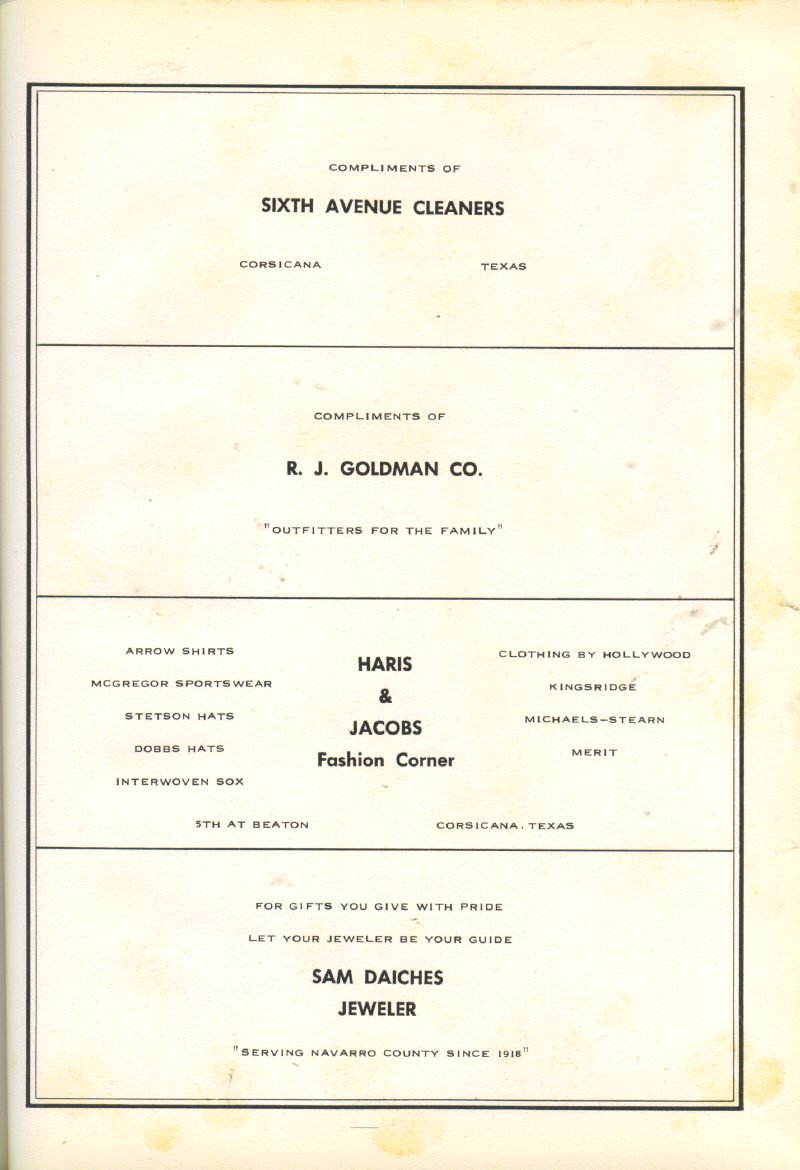 COMPLIMENTS OF
SIXTH AVENUE CLEANERS
CORSICANA TEXAS
COMPLIMENTS OF
R. J. GOLDMAN CO.
"OUTFITTERS FOR THE FAMILY"
ARROW SHIRTS
MCGREGOR SPORTSWEAR
STETSON HATS
DOBBS HATS
INTERWOVEN SOX
HARIS
&
JACOBS
Fashion Corner
CLOTHING BY HOLLYWOOD
KINGSRIDGE
MICHAELS-STEARN
MERIT
5TH AT BEATON CORSICANA, TEXAS
FOR GIFTS YOU GIVE WITH PRIDE
LET YOUR JEWELER BE YOUR GUIDE
SAM DAICHES
JEWELER
"SERVING NAVARRO COUNTY SINCE 1918"